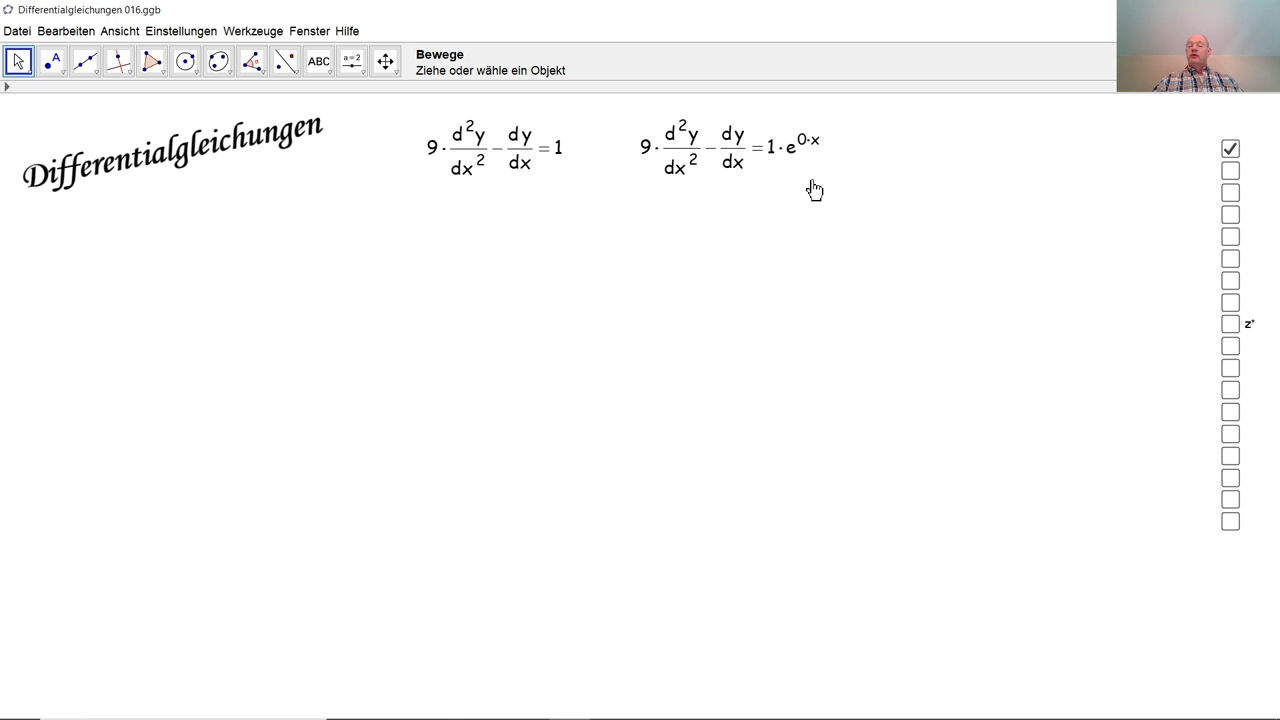 Differentialgleichungen 016.ggb
Datei Bearbeiten Ansicht Einstellungen Werkzeuge Fenster Hilfe
A ABC a=2
Bewege
Ziehe oder wähle ein Objekt
Differentialgleichungen
9 · d²y/dx² − dy/dx = 1
9 · d²y/dx² − dy/dx = 1 · e^(0·x)
z*